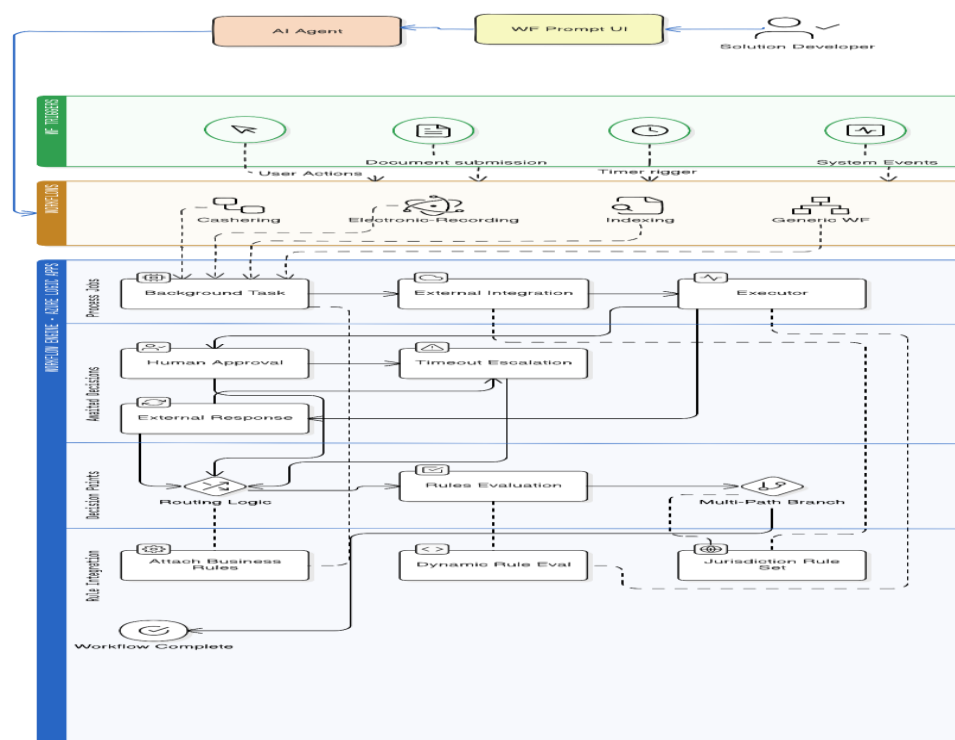 AI Agent
WF Prompt UI
Solution Developer
WF TRIGGERS
Document submission
System Events
User Actions
Timer rigger
WORKFLOWS
Cashering
Electronic-Recording
Indexing
Generic WF
WORKFLOW ENGINE - AZURE LOGIC APPS
Process Jobs
Background Task
External Integration
Executor
Awaited Decisions
Human Approval
Timeout Escalation
External Response
Decision Points
Routing Logic
Rules Evaluation
Multi-Path Branch
Rule Integration
Attach Business
Rules
Dynamic Rule Eval
Jurisdiction Rule
Set
Workflow Complete